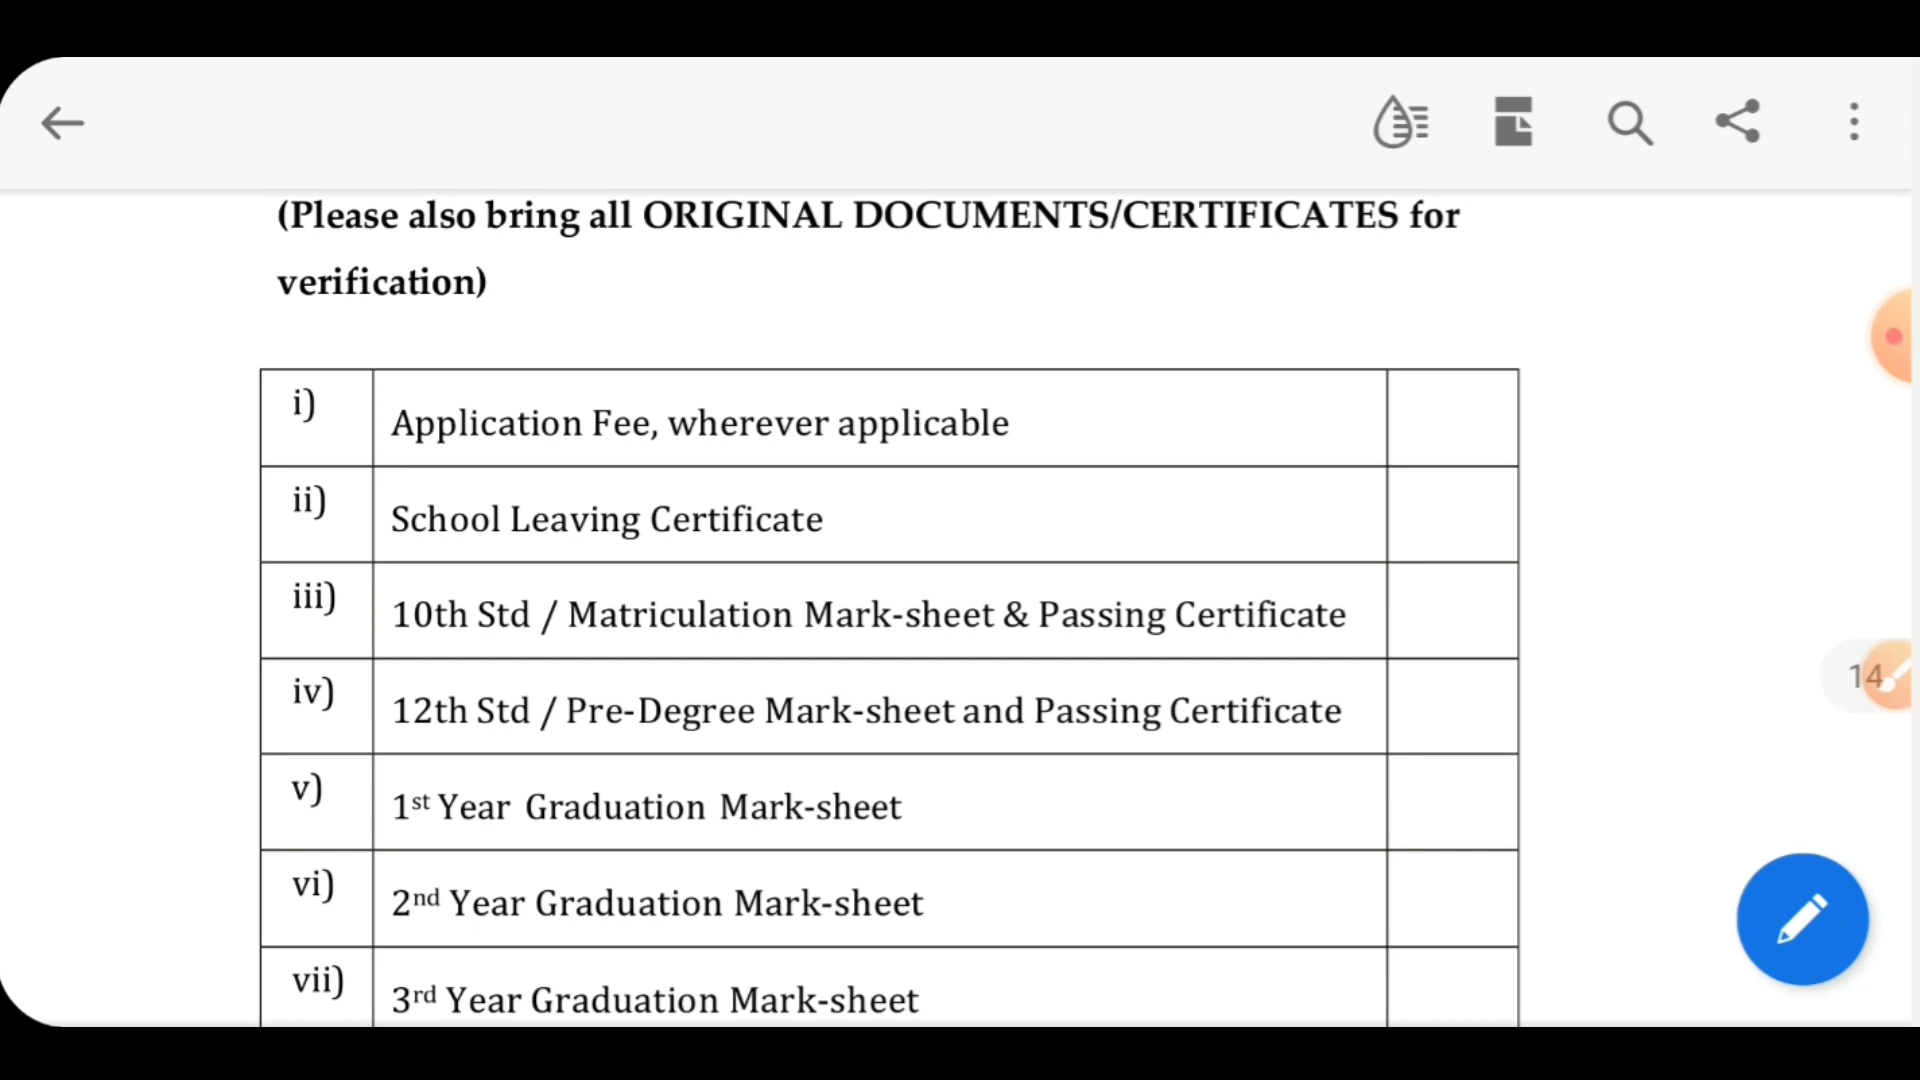 (Please also bring all ORIGINAL DOCUMENTS/CERTIFICATES for
verification)
i) Application Fee, wherever applicable
ii) School Leaving Certificate
iii) 10th Std / Matriculation Mark-sheet & Passing Certificate
iv) 12th Std / Pre-Degree Mark-sheet and Passing Certificate
14
v) 1st Year Graduation Mark-sheet
vi) 2nd Year Graduation Mark-sheet
vii) 3rd Year Graduation Mark-sheet